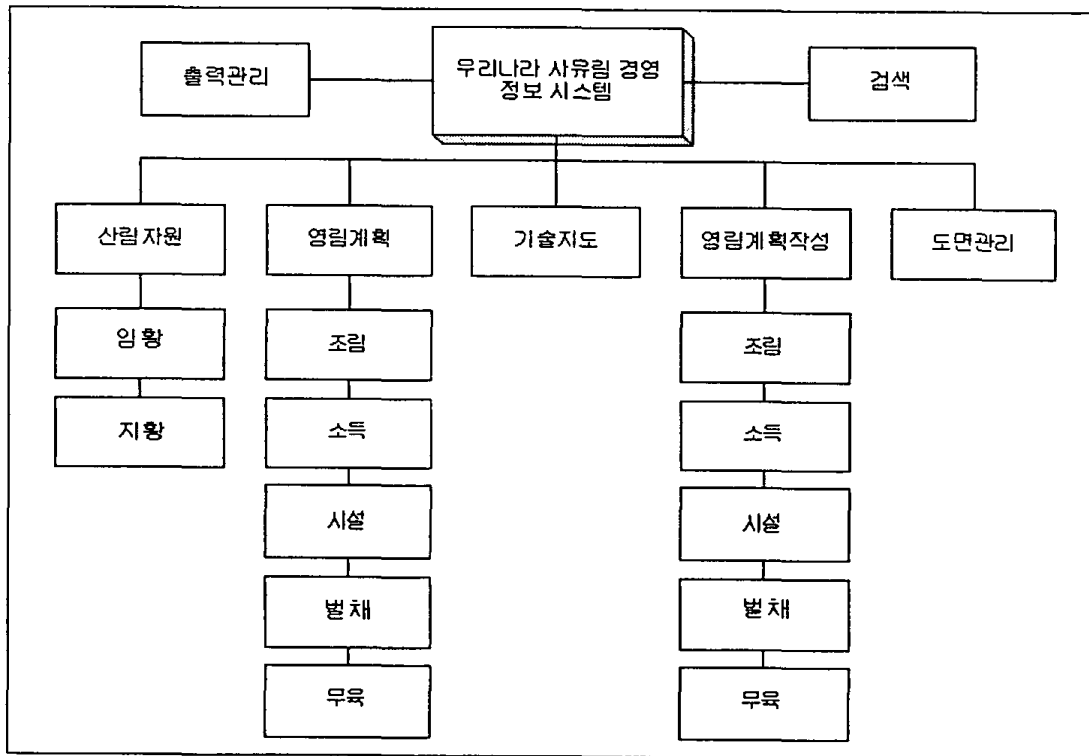 출력관리
우리나라 사유림 경영
정보 시스템
검색
산림자원
영림계획
기술지도
영림계획작성
도면관리
임황
지황
조림
소득
시설
벌채
무육
조림
소득
시설
벌채
무육